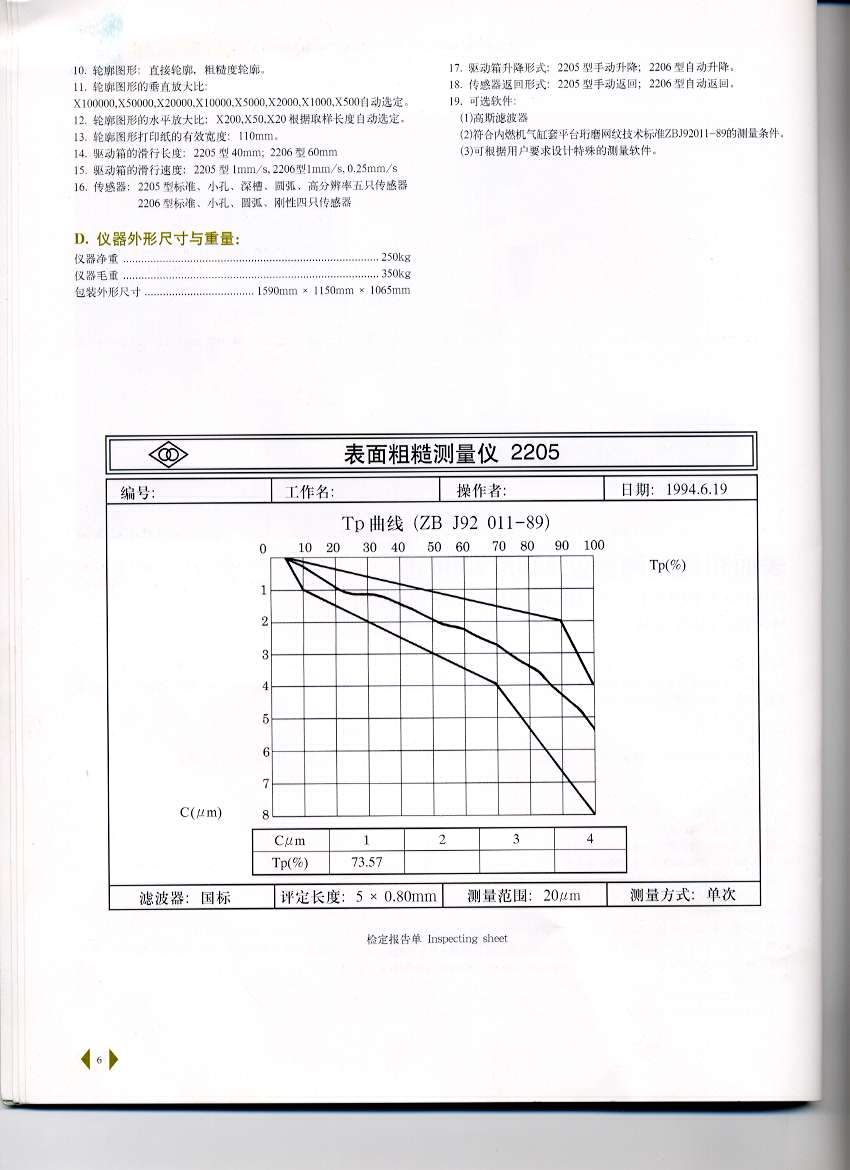 10. 轮廓图形: 直接轮廓, 粗糙度轮廓。
11. 轮廓图形的垂直放大比:
X100000,X50000,X20000,X10000,X5000,X2000,X1000,X500自动选定。
12. 轮廓图形的水平放大比: X200,X50,X20 根据取样长度自动选定。
13. 轮廓图形打印纸的有效宽度: 110mm。
14. 驱动箱的滑行长度: 2205 型 40mm; 2206 型 60mm
15. 驱动箱的滑行速度: 2205 型 1mm/s, 2206型1mm/s, 0.25mm/s
16. 传感器: 2205 型标准、小孔、深槽、圆弧、高分辨率五只传感器
2206 型标准、小孔、圆弧、刚性四只传感器
D. 仪器外形尺寸与重量:
仪器净重 ........ 250kg
仪器毛重 ........ 350kg
包装外形尺寸 ........ 1590mm × 1150mm × 1065mm
17. 驱动箱升降形式: 2205 型手动升降; 2206 型自动升降。
18. 传感器返回形式: 2205 型手动返回; 2206 型自动返回。
19. 可选软件:
(1)高斯滤波器
(2)符合内燃机气缸套平台珩磨网纹技术标准ZBJ92011-89的测量条件。
(3)可根据用户要求设计特殊的测量软件。
表面粗糙测量仪 2205
编号: 工作名: 操作者: 日期: 1994.6.19
Tp 曲线 (ZB J92 011-89)
0 10 20 30 40 50 60 70 80 90 100
Tp(%)
1
2
3
4
5
6
7
C(μm) 8
Cμm 1 2 3 4
Tp(%) 73.57
滤波器: 国标 评定长度: 5 × 0.80mm 测量范围: 20μm 测量方式: 单次
检定报告单 Inspecting sheet
6